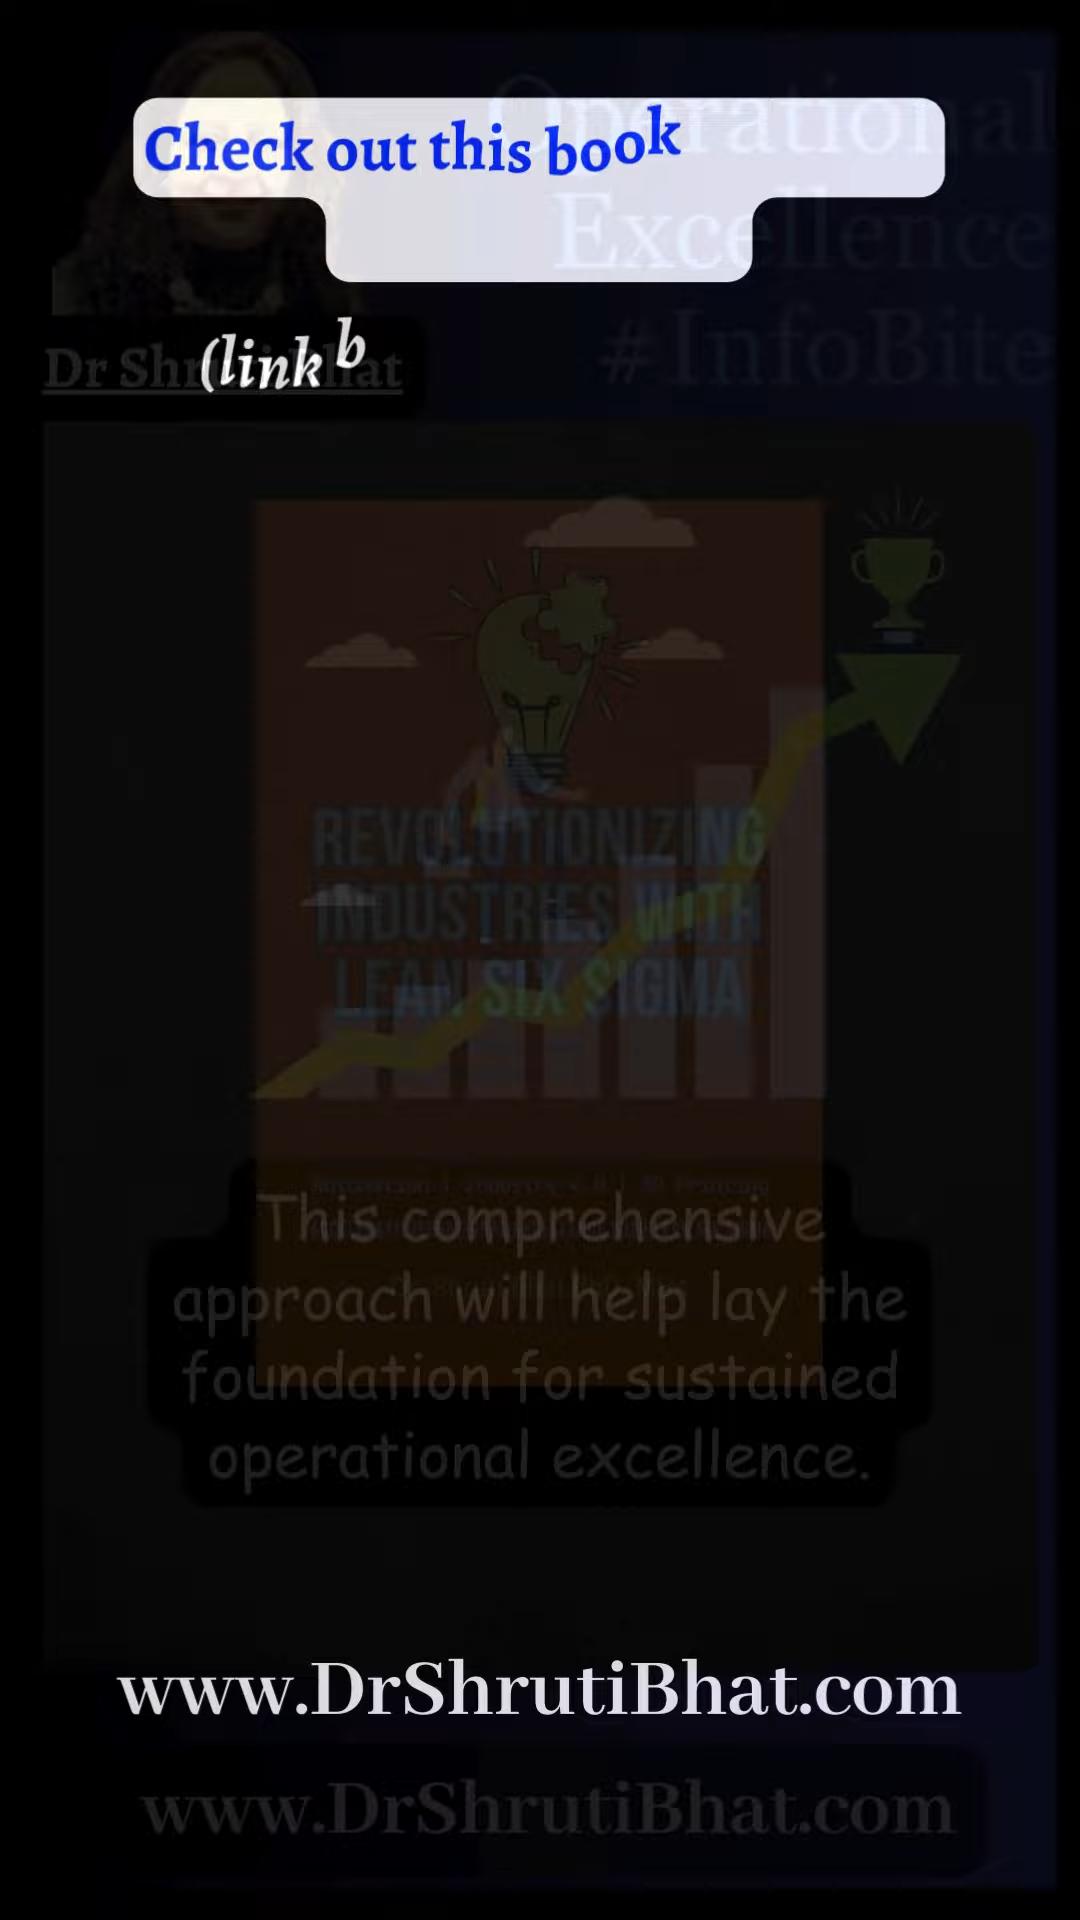 Check out this book
Operational
Excellence
#InfoBite
(link b
Dr Shruti Bhat
REVOLUTIONIZING
INDUSTRIES WITH
LEAN SIX SIGMA
This comprehensive
approach will help lay the
foundation for sustained
operational excellence.
www.DrShrutiBhat.com
www.DrShrutiBhat.com